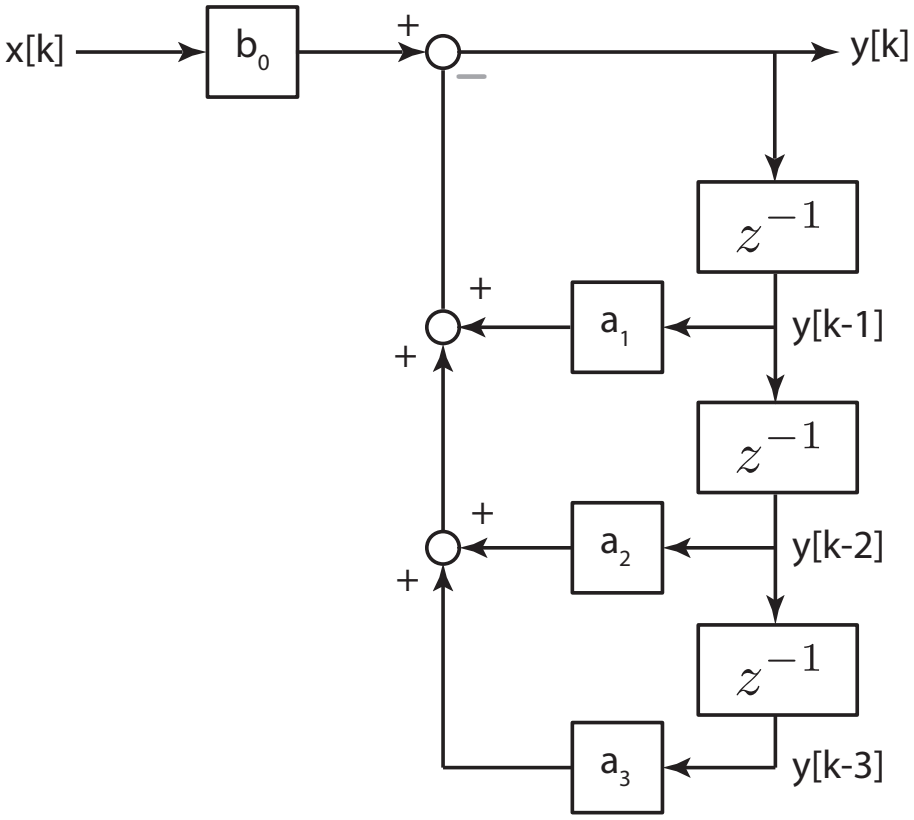 x[k] b₀ + − y[k]
z⁻¹
+ a₁ y[k-1]
+
z⁻¹
+ a₂ y[k-2]
+
z⁻¹
a₃ y[k-3]